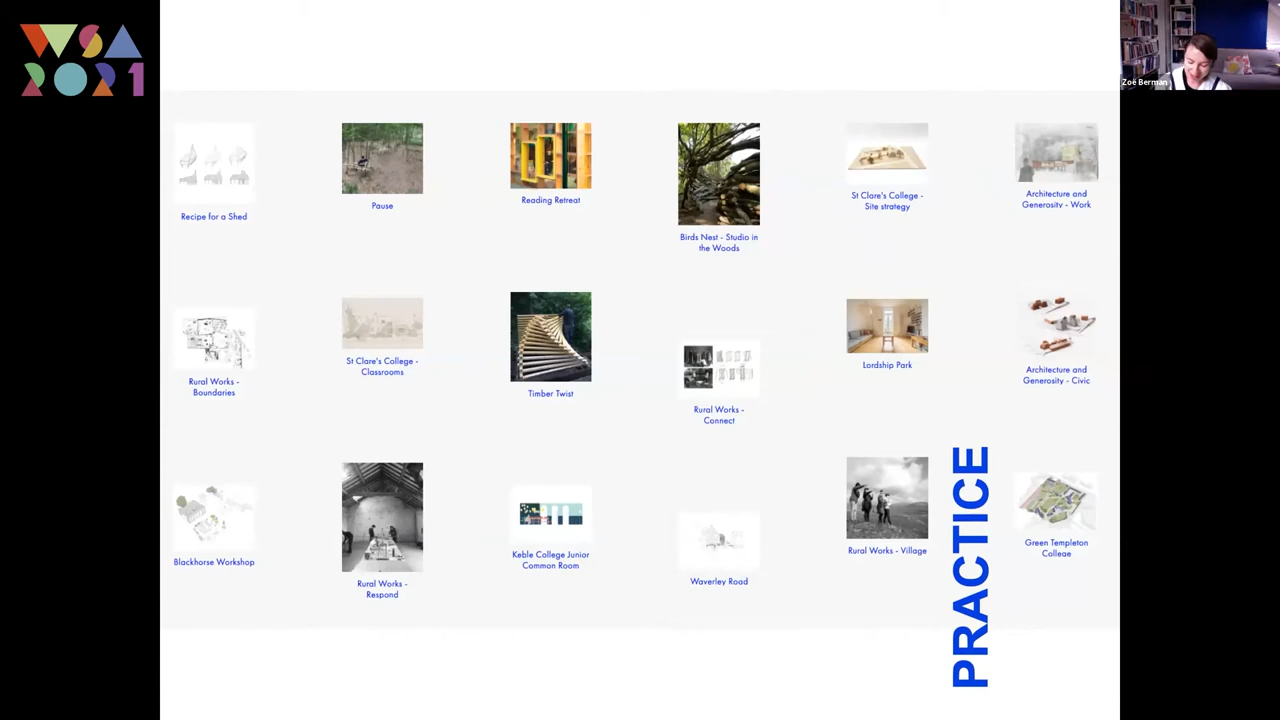 WSA
2021
Zoë Berman
Recipe for a Shed
Pause
Reading Retreat
Birds Nest - Studio in
the Woods
St Clare's College -
Site strategy
Architecture and
Generosity - Work
Rural Works -
Boundaries
St Clare's College -
Classrooms
Timber Twist
Rural Works -
Connect
Lordship Park
Architecture and
Generosity - Civic
Blackhorse Workshop
Rural Works -
Respond
Keble College Junior
Common Room
Waverley Road
Rural Works - Village
PRACTICE
Green Templeton
College